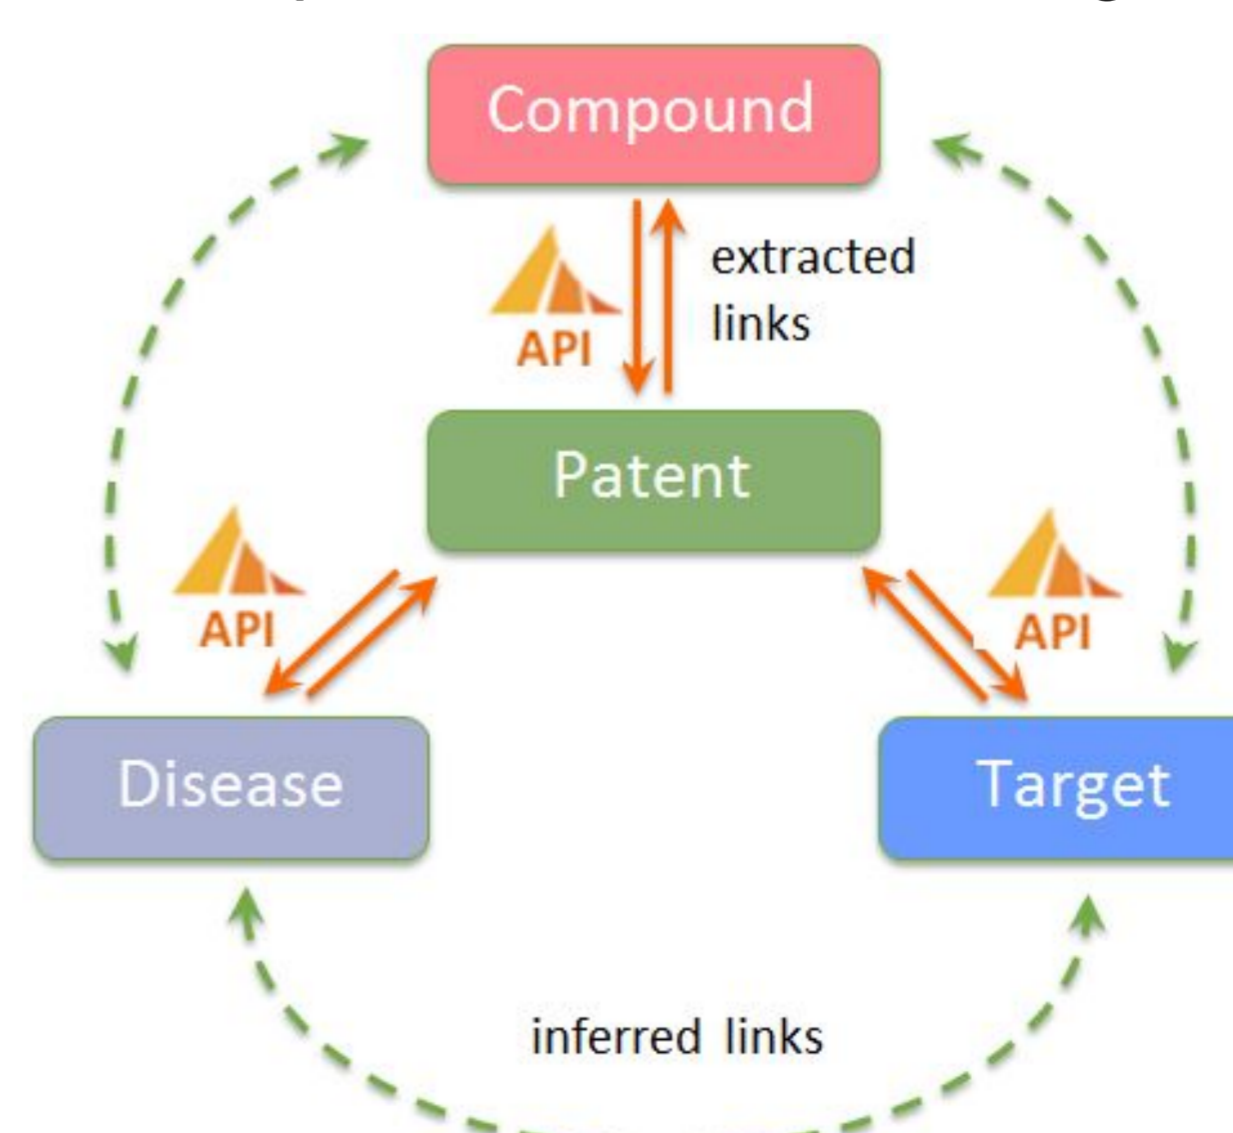 Compound
extracted
links
API
Patent
API
API
Disease
Target
inferred links